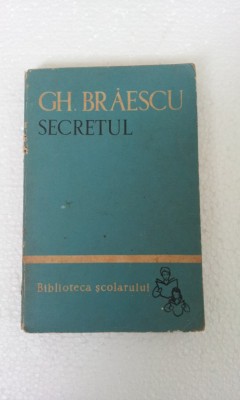 GH. BRĂESCU
SECRETUL
Biblioteca școlarului